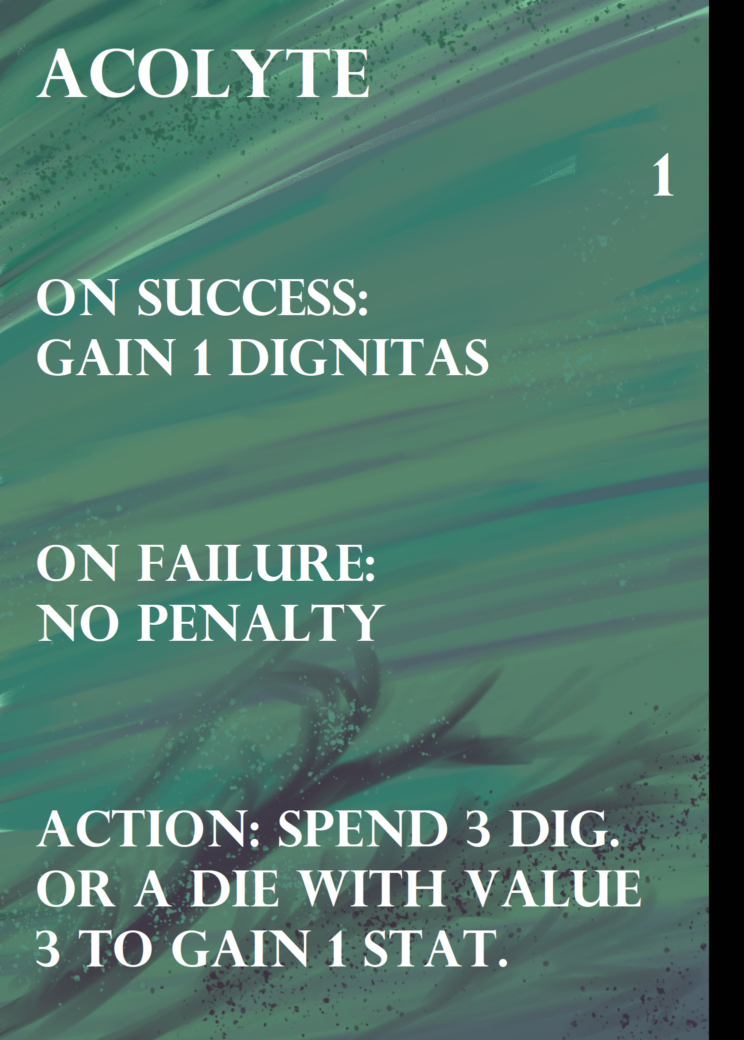 ACOLYTE
1
ON SUCCESS:
GAIN 1 DIGNITAS
ON FAILURE:
NO PENALTY
ACTION: SPEND 3 DIG.
OR A DIE WITH VALUE
3 TO GAIN 1 STAT.